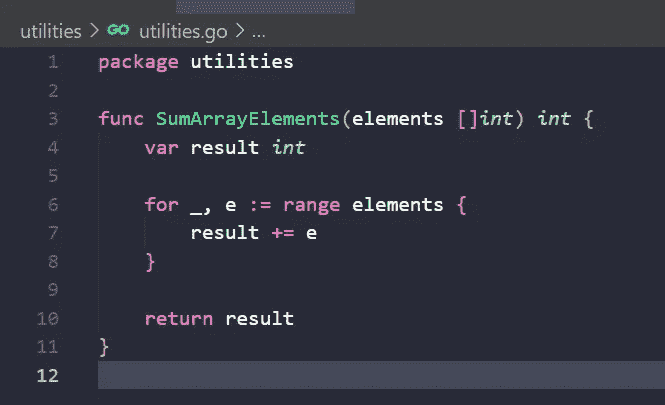 utilities > GO utilities.go > ...
1 package utilities
2
3 func SumArrayElements(elements []int) int {
4     var result int
5
6     for _, e := range elements {
7         result += e
8     }
9
10     return result
11 }
12